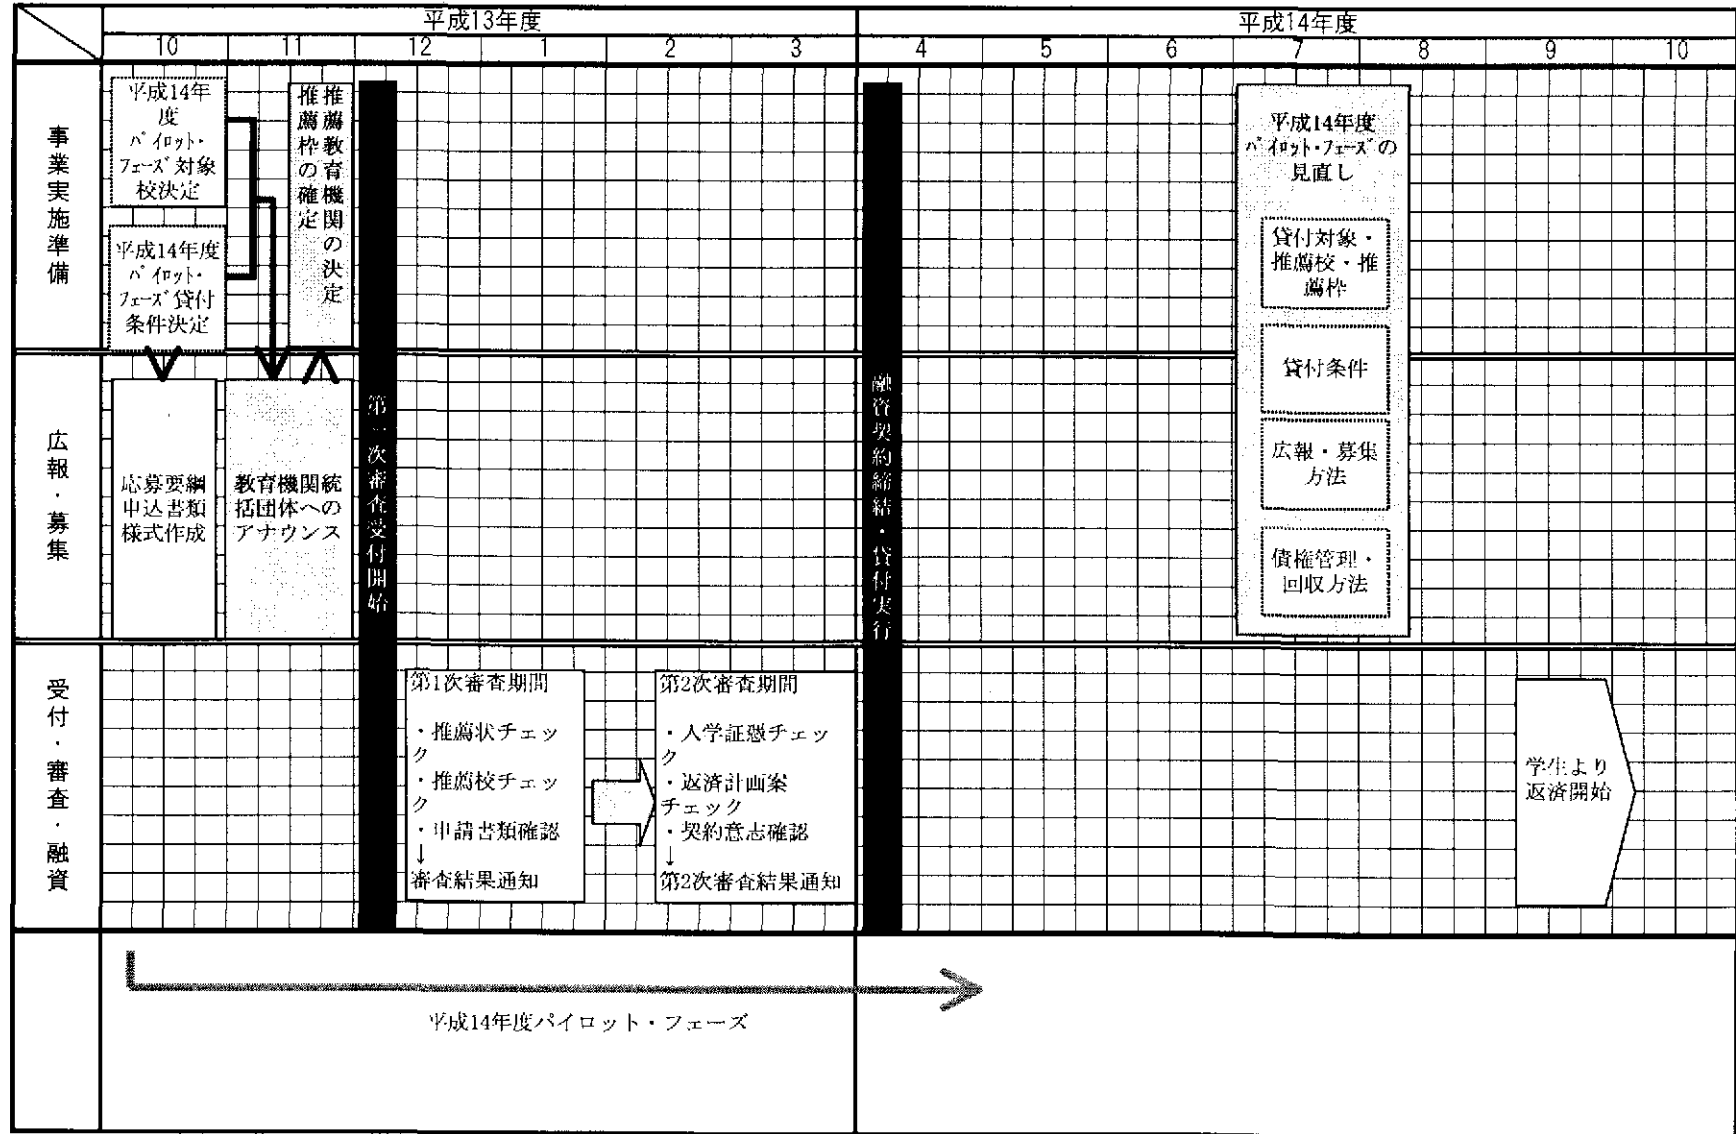 平成13年度
平成14年度
10
11
12
1
2
3
4
5
6
7
8
9
10
事業実施準備
平成14年
度
パイロット・
フェーズ対象
校決定
平成14年度
パイロット・
フェーズ貸付
条件決定
推薦教育機関の決定
推薦枠の確定
平成14年度
パイロット・フェーズの
見直し
貸付対象・
推薦校・推
薦枠
貸付条件
広報・募集
方法
債権管理・
回収方法
広報・募集
応募要綱
申込書類
様式作成
教育機関統
括団体への
アナウンス
第一次審査受付開始
融資契約締結・貸付実行
受付・審査・融資
第1次審査期間
・推薦状チェッ
ク
・推薦校チェッ
ク
・申請書類確認
↓
審査結果通知
第2次審査期間
・入学証憑チェッ
ク
・返済計画案
チェック
・契約意志確認
↓
第2次審査結果通知
学生より
返済開始
平成14年度パイロット・フェーズ